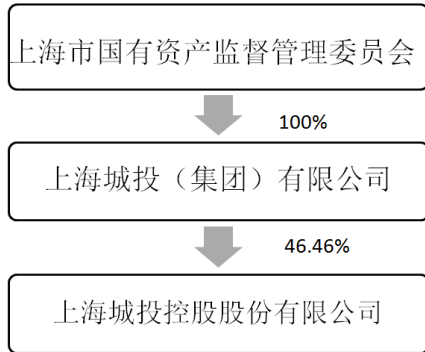 上海市国有资产监督管理委员会
100%
上海城投（集团）有限公司
46.46%
上海城投控股股份有限公司